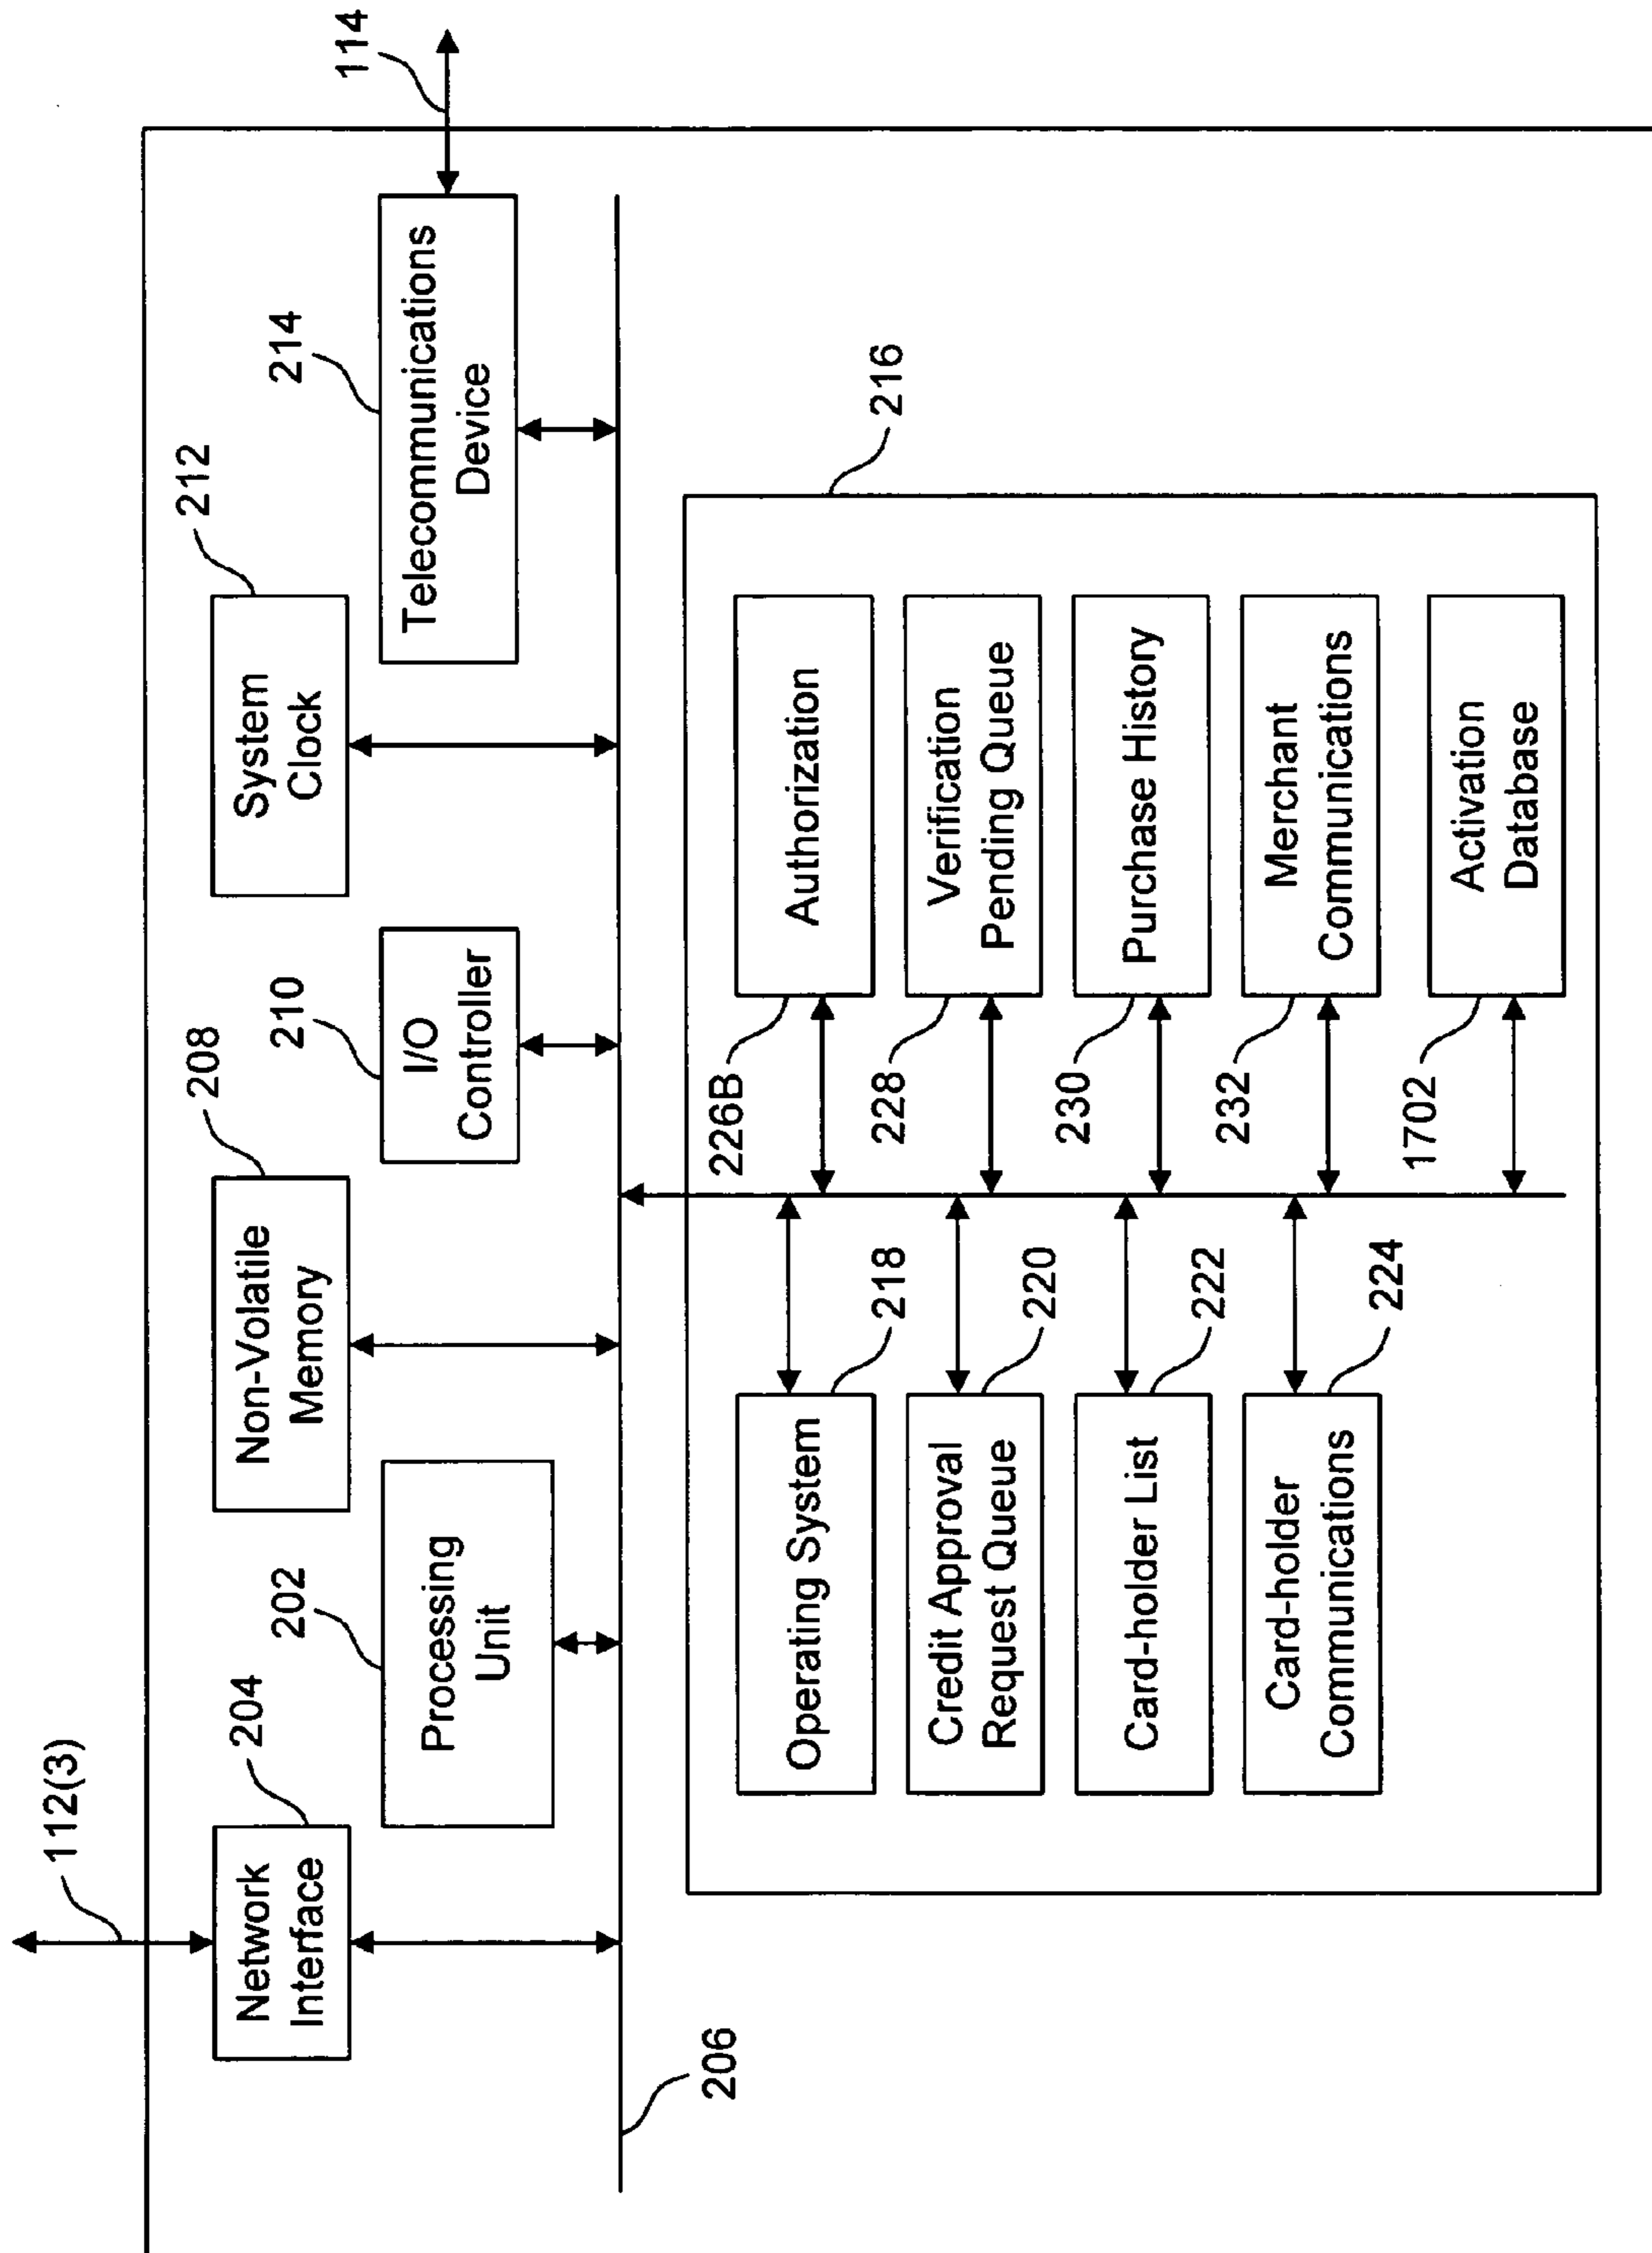 112(3)
204
Network
Interface
202
Processing
Unit
208
Non-Volatile
Memory
210
I/O
Controller
212
System
Clock
214
Telecommunications
Device
114
206
216
Operating System
218
Credit Approval
Request Queue
220
Card-holder List
222
Card-holder
Communications
224
226B
Authorization
228
Verification
Pending Queue
230
Purchase History
232
Merchant
Communications
1702
Activation
Database